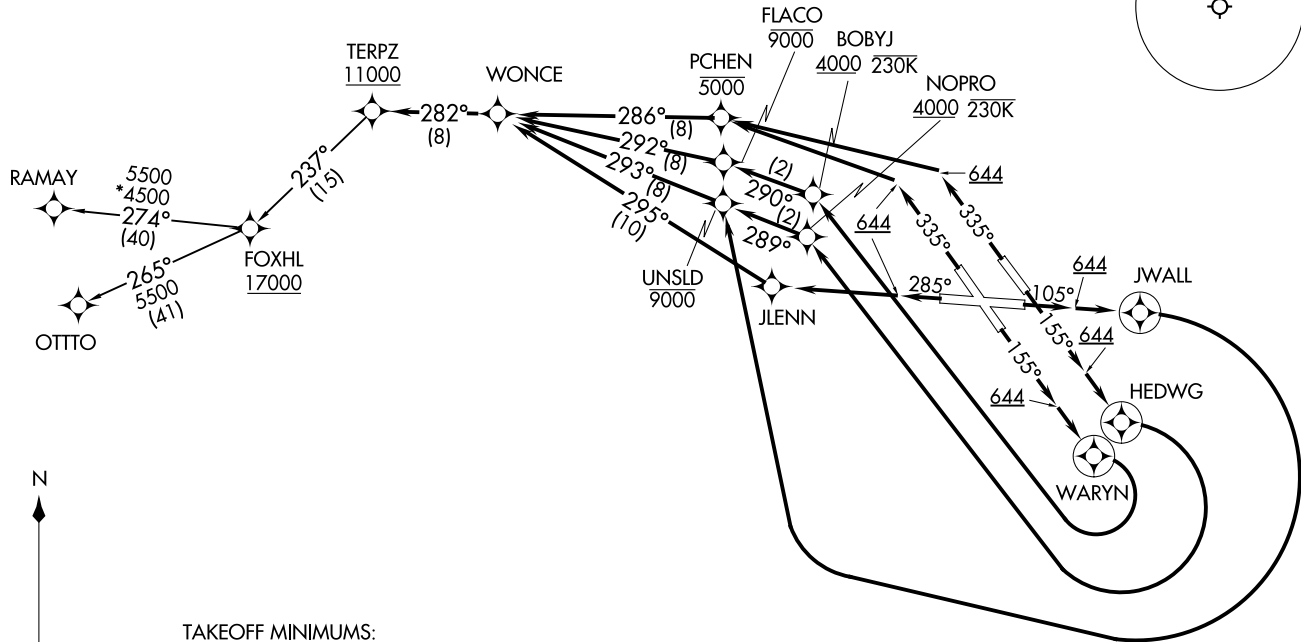 FLACO
9000
BOBYJ
4000 230K
NOPRO
4000 230K
TERPZ
11000
WONCE
PCHEN
5000
282°
(8)
286°
(8)
292°
(8)
293°
(8)
295°
(10)
(2)
290°
(2)
289°
237°
(15)
RAMAY
5500
*4500
274°
(40)
FOXHL
17000
265°
5500
(41)
OTTTO
UNSLD
9000
JLENN
644
644
335°
335°
285°
105°
644
JWALL
155°
155°
644
644
HEDWG
WARYN
N
TAKEOFF MINIMUMS: